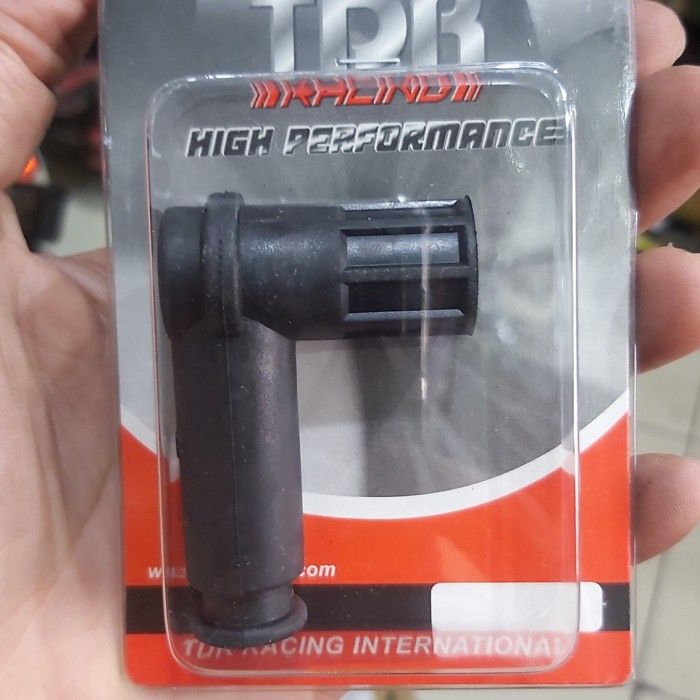 TDR
RACING
HIGH PERFORMANCE
.com
TDR RACING INTERNATIONAL